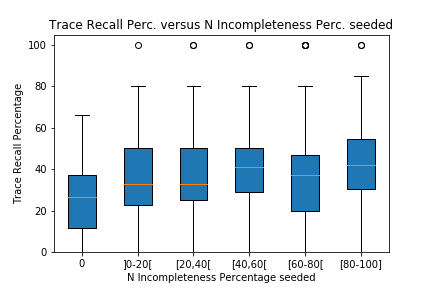 Trace Recall Perc. versus N Incompleteness Perc. seeded
100
80
60
40
20
0
Trace Recall Percentage
0 ]0-20[ [20,40[ [40,60[ [60-80[ [80-100]
N Incompleteness Percentage seeded